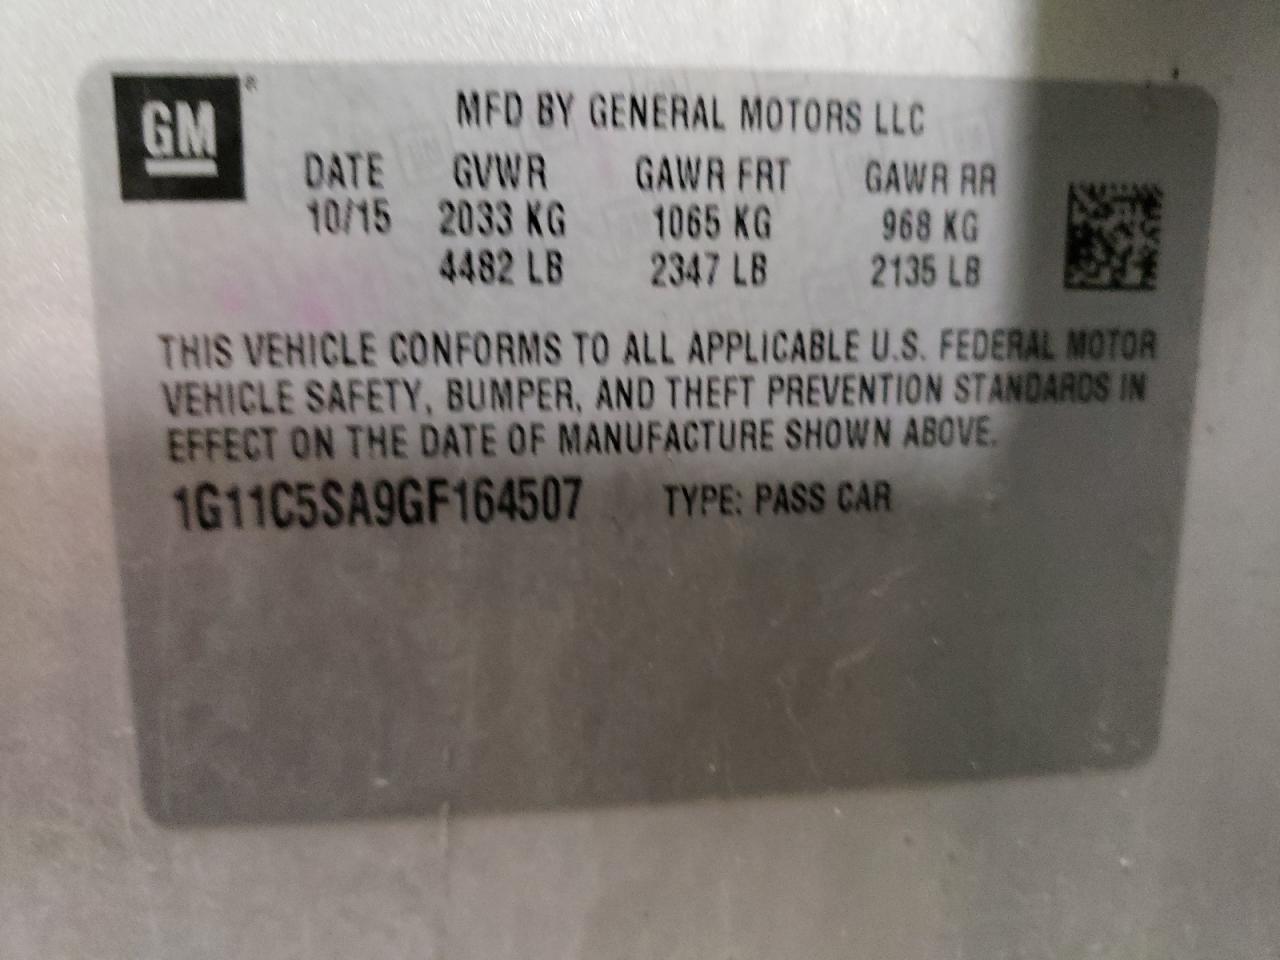 GM®
MFD BY GENERAL MOTORS LLC
DATE GVWR GAWR FRT GAWR RR
10/15 2033 KG 1065 KG 968 KG
4482 LB 2347 LB 2135 LB
THIS VEHICLE CONFORMS TO ALL APPLICABLE U.S. FEDERAL MOTOR
VEHICLE SAFETY, BUMPER, AND THEFT PREVENTION STANDARDS IN
EFFECT ON THE DATE OF MANUFACTURE SHOWN ABOVE.
1G11C5SA9GF164507 TYPE: PASS CAR